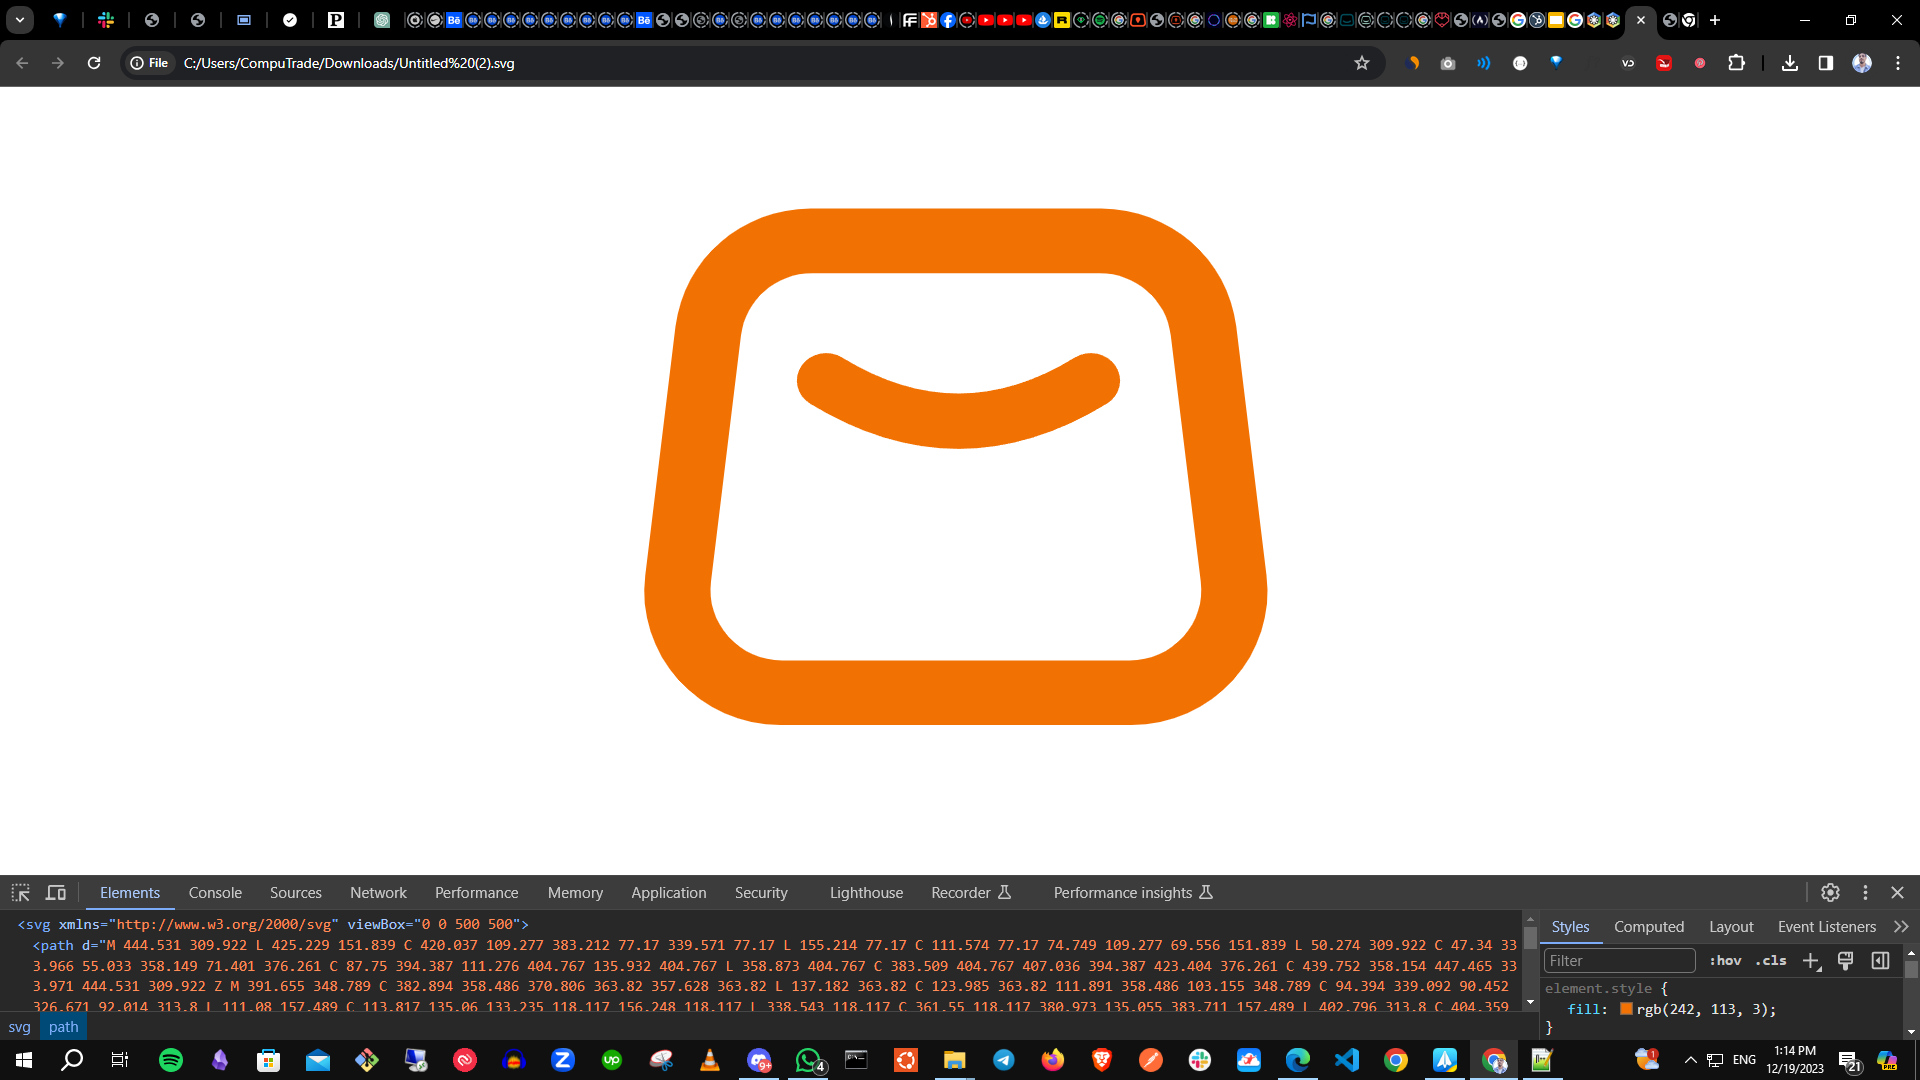 File C:/Users/CompuTrade/Downloads/Untitled%20(2).svg
Elements Console Sources Network Performance Memory Application Security Lighthouse Recorder Performance insights
<svg xmlns="http://www.w3.org/2000/svg" viewBox="0 0 500 500">
<path d="M 444.531 309.922 L 425.229 151.839 C 420.037 109.277 383.212 77.17 339.571 77.17 L 155.214 77.17 C 111.574 77.17 74.749 109.277 69.556 151.839 L 50.274 309.922 C 47.34 33
3.966 55.033 358.149 71.401 376.261 C 87.75 394.387 111.276 404.767 135.932 404.767 L 358.873 404.767 C 383.509 404.767 407.036 394.387 423.404 376.261 C 439.752 358.154 447.465 33
3.971 444.531 309.922 Z M 391.655 348.789 C 382.894 358.486 370.806 363.82 357.628 363.82 L 137.182 363.82 C 123.985 363.82 111.891 358.486 103.155 348.789 C 94.394 339.092 90.452
326.671 92.014 313.8 L 111.08 157.489 C 113.817 135.06 133.235 118.117 156.248 118.117 L 338.543 118.117 C 361.55 118.117 380.973 135.055 383.711 157.489 L 402.796 313.8 C 404.359
svg path
Styles Computed Layout Event Listeners
Filter :hov .cls
element.style {
fill: rgb(242, 113, 3);
}
ENG
1:14 PM
12/19/2023